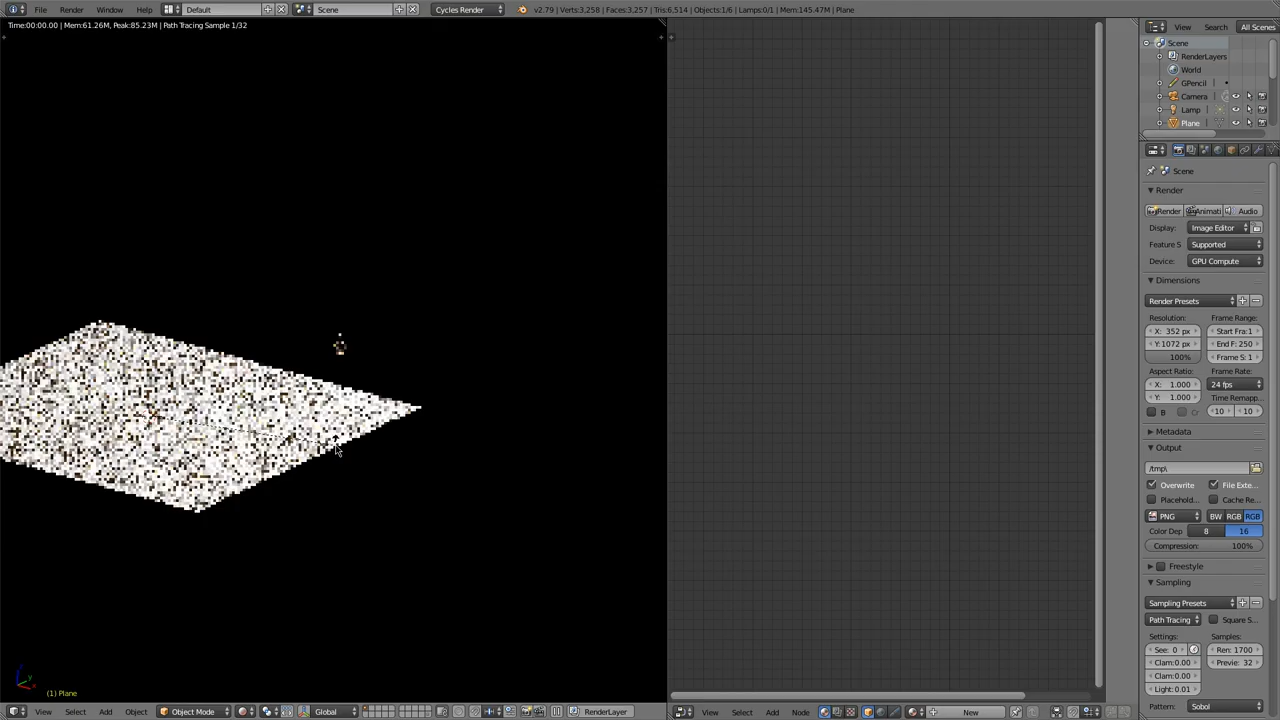 File Render Window Help Default Scene Cycles Render v2.79 | Verts:3,258 | Faces:3,257 | Tris:6,514 | Objects:1/6 | Lamps:0/1 | Mem:145.47M | Plane
Time:00:00.00 | Mem:61.26M, Peak:85.23M | Path Tracing Sample 1/32
View Search All Scenes
Scene
RenderLayers
World
GPencil
Camera
Lamp
Plane
Scene
Render
Render Animati Audio
Display: Image Editor
Feature S Supported
Device: GPU Compute
Dimensions
Render Presets
Resolution: Frame Range:
X: 352 px Start Fra:1
Y: 1072 px End F: 250
100% Frame S: 1
Aspect Ratio: Frame Rate:
X: 1.000 24 fps
Y: 1.000 Time Remapp...
B Cr 10 10
Metadata
Output
/tmp\
Overwrite File Exte...
Placehold... Cache Re...
PNG BW RGB RGB
Color Dep 8 16
Compression: 100%
Freestyle
Sampling
Sampling Presets
Path Tracing Square S...
Settings: Samples:
See: 0 Ren: 1700
Clam:0.00 Previe: 32
Clam:0.00
Light: 0.01
Pattern: Sobol
(1) Plane
View Select Add Object Object Mode Global RenderLayer
View Select Add Node New